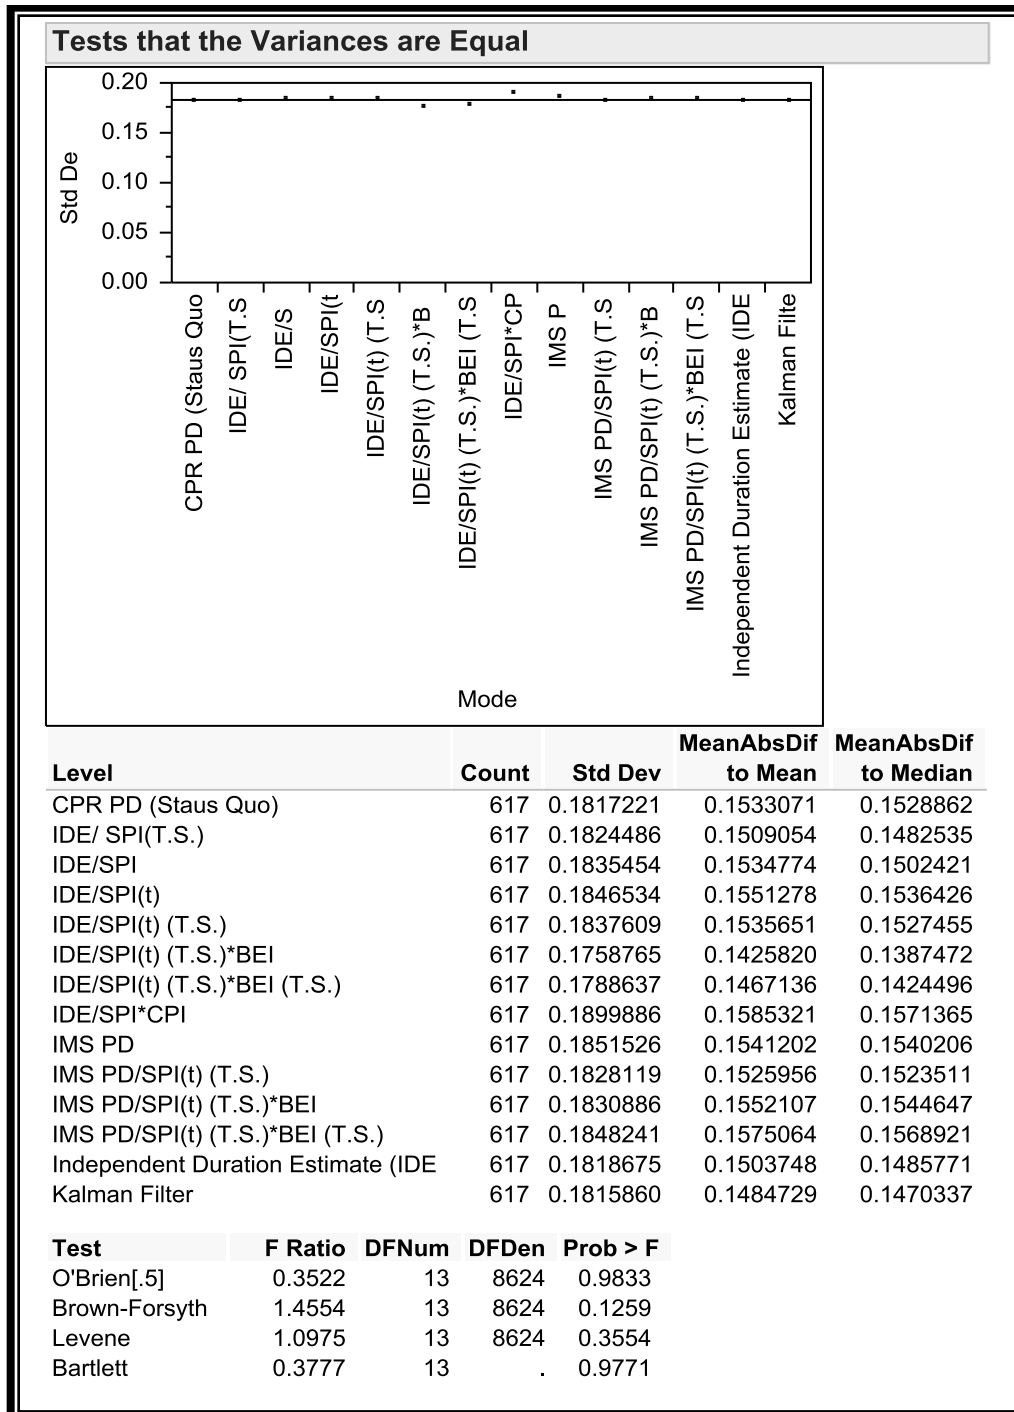 Tests that the Variances are Equal
Std De
0.20
0.15
0.10
0.05
0.00
CPR PD (Staus Quo
IDE/ SPI(T.S
IDE/S
IDE/SPI(t
IDE/SPI(t) (T.S
IDE/SPI(t) (T.S.)*B
IDE/SPI(t) (T.S.)*BEI (T.S
IDE/SPI*CP
IMS P
IMS PD/SPI(t) (T.S
IMS PD/SPI(t) (T.S.)*B
IMS PD/SPI(t) (T.S.)*BEI (T.S
Independent Duration Estimate (IDE
Kalman Filte
Mode
MeanAbsDif MeanAbsDif
Level Count Std Dev to Mean to Median
CPR PD (Staus Quo) 617 0.1817221 0.1533071 0.1528862
IDE/ SPI(T.S.) 617 0.1824486 0.1509054 0.1482535
IDE/SPI 617 0.1835454 0.1534774 0.1502421
IDE/SPI(t) 617 0.1846534 0.1551278 0.1536426
IDE/SPI(t) (T.S.) 617 0.1837609 0.1535651 0.1527455
IDE/SPI(t) (T.S.)*BEI 617 0.1758765 0.1425820 0.1387472
IDE/SPI(t) (T.S.)*BEI (T.S.) 617 0.1788637 0.1467136 0.1424496
IDE/SPI*CPI 617 0.1899886 0.1585321 0.1571365
IMS PD 617 0.1851526 0.1541202 0.1540206
IMS PD/SPI(t) (T.S.) 617 0.1828119 0.1525956 0.1523511
IMS PD/SPI(t) (T.S.)*BEI 617 0.1830886 0.1552107 0.1544647
IMS PD/SPI(t) (T.S.)*BEI (T.S.) 617 0.1848241 0.1575064 0.1568921
Independent Duration Estimate (IDE 617 0.1818675 0.1503748 0.1485771
Kalman Filter 617 0.1815860 0.1484729 0.1470337
Test F Ratio DFNum DFDen Prob > F
O'Brien[.5] 0.3522 13 8624 0.9833
Brown-Forsyth 1.4554 13 8624 0.1259
Levene 1.0975 13 8624 0.3554
Bartlett 0.3777 13 . 0.9771